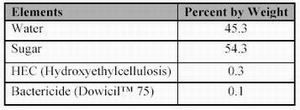 Elements Percent by Weight
Water 45.3
Sugar 54.3
HEC (Hydroxyethylcellulosis) 0.3
Bactericide (Dowicil™ 75) 0.1